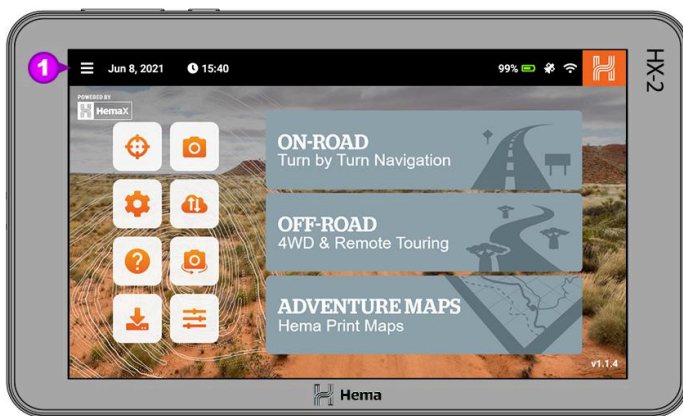 1
Jun 8, 2021 15:40 99%
HX-2
POWERED BY
HemaX
ON-ROAD
Turn by Turn Navigation
OFF-ROAD
4WD & Remote Touring
ADVENTURE MAPS
Hema Print Maps
v1.1.4
Hema